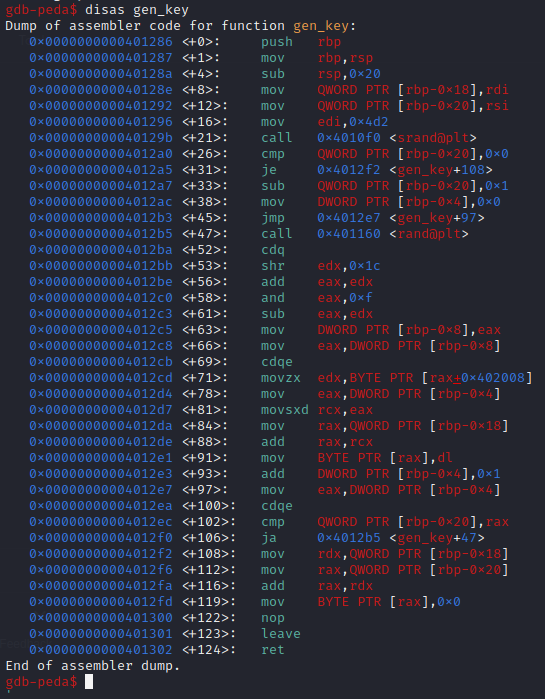 gdb-peda$ disas gen_key
Dump of assembler code for function gen_key:
0x0000000000401286 <+0>: push rbp
0x0000000000401287 <+1>: mov rbp,rsp
0x000000000040128a <+4>: sub rsp,0x20
0x000000000040128e <+8>: mov QWORD PTR [rbp-0x18],rdi
0x0000000000401292 <+12>: mov QWORD PTR [rbp-0x20],rsi
0x0000000000401296 <+16>: mov edi,0x4d2
0x000000000040129b <+21>: call 0x4010f0 <srand@plt>
0x00000000004012a0 <+26>: cmp QWORD PTR [rbp-0x20],0x0
0x00000000004012a5 <+31>: je 0x4012f2 <gen_key+108>
0x00000000004012a7 <+33>: sub QWORD PTR [rbp-0x20],0x1
0x00000000004012ac <+38>: mov DWORD PTR [rbp-0x4],0x0
0x00000000004012b3 <+45>: jmp 0x4012e7 <gen_key+97>
0x00000000004012b5 <+47>: call 0x401160 <rand@plt>
0x00000000004012ba <+52>: cdq
0x00000000004012bb <+53>: shr edx,0x1c
0x00000000004012be <+56>: add eax,edx
0x00000000004012c0 <+58>: and eax,0xf
0x00000000004012c3 <+61>: sub eax,edx
0x00000000004012c5 <+63>: mov DWORD PTR [rbp-0x8],eax
0x00000000004012c8 <+66>: mov eax,DWORD PTR [rbp-0x8]
0x00000000004012cb <+69>: cdqe
0x00000000004012cd <+71>: movzx edx,BYTE PTR [rax+0x402008]
0x00000000004012d4 <+78>: mov eax,DWORD PTR [rbp-0x4]
0x00000000004012d7 <+81>: movsxd rcx,eax
0x00000000004012da <+84>: mov rax,QWORD PTR [rbp-0x18]
0x00000000004012de <+88>: add rax,rcx
0x00000000004012e1 <+91>: mov BYTE PTR [rax],dl
0x00000000004012e3 <+93>: add DWORD PTR [rbp-0x4],0x1
0x00000000004012e7 <+97>: mov eax,DWORD PTR [rbp-0x4]
0x00000000004012ea <+100>: cdqe
0x00000000004012ec <+102>: cmp QWORD PTR [rbp-0x20],rax
0x00000000004012f0 <+106>: ja 0x4012b5 <gen_key+47>
0x00000000004012f2 <+108>: mov rdx,QWORD PTR [rbp-0x18]
0x00000000004012f6 <+112>: mov rax,QWORD PTR [rbp-0x20]
0x00000000004012fa <+116>: add rax,rdx
0x00000000004012fd <+119>: mov BYTE PTR [rax],0x0
0x0000000000401300 <+122>: nop
0x0000000000401301 <+123>: leave
0x0000000000401302 <+124>: ret
End of assembler dump.
gdb-peda$